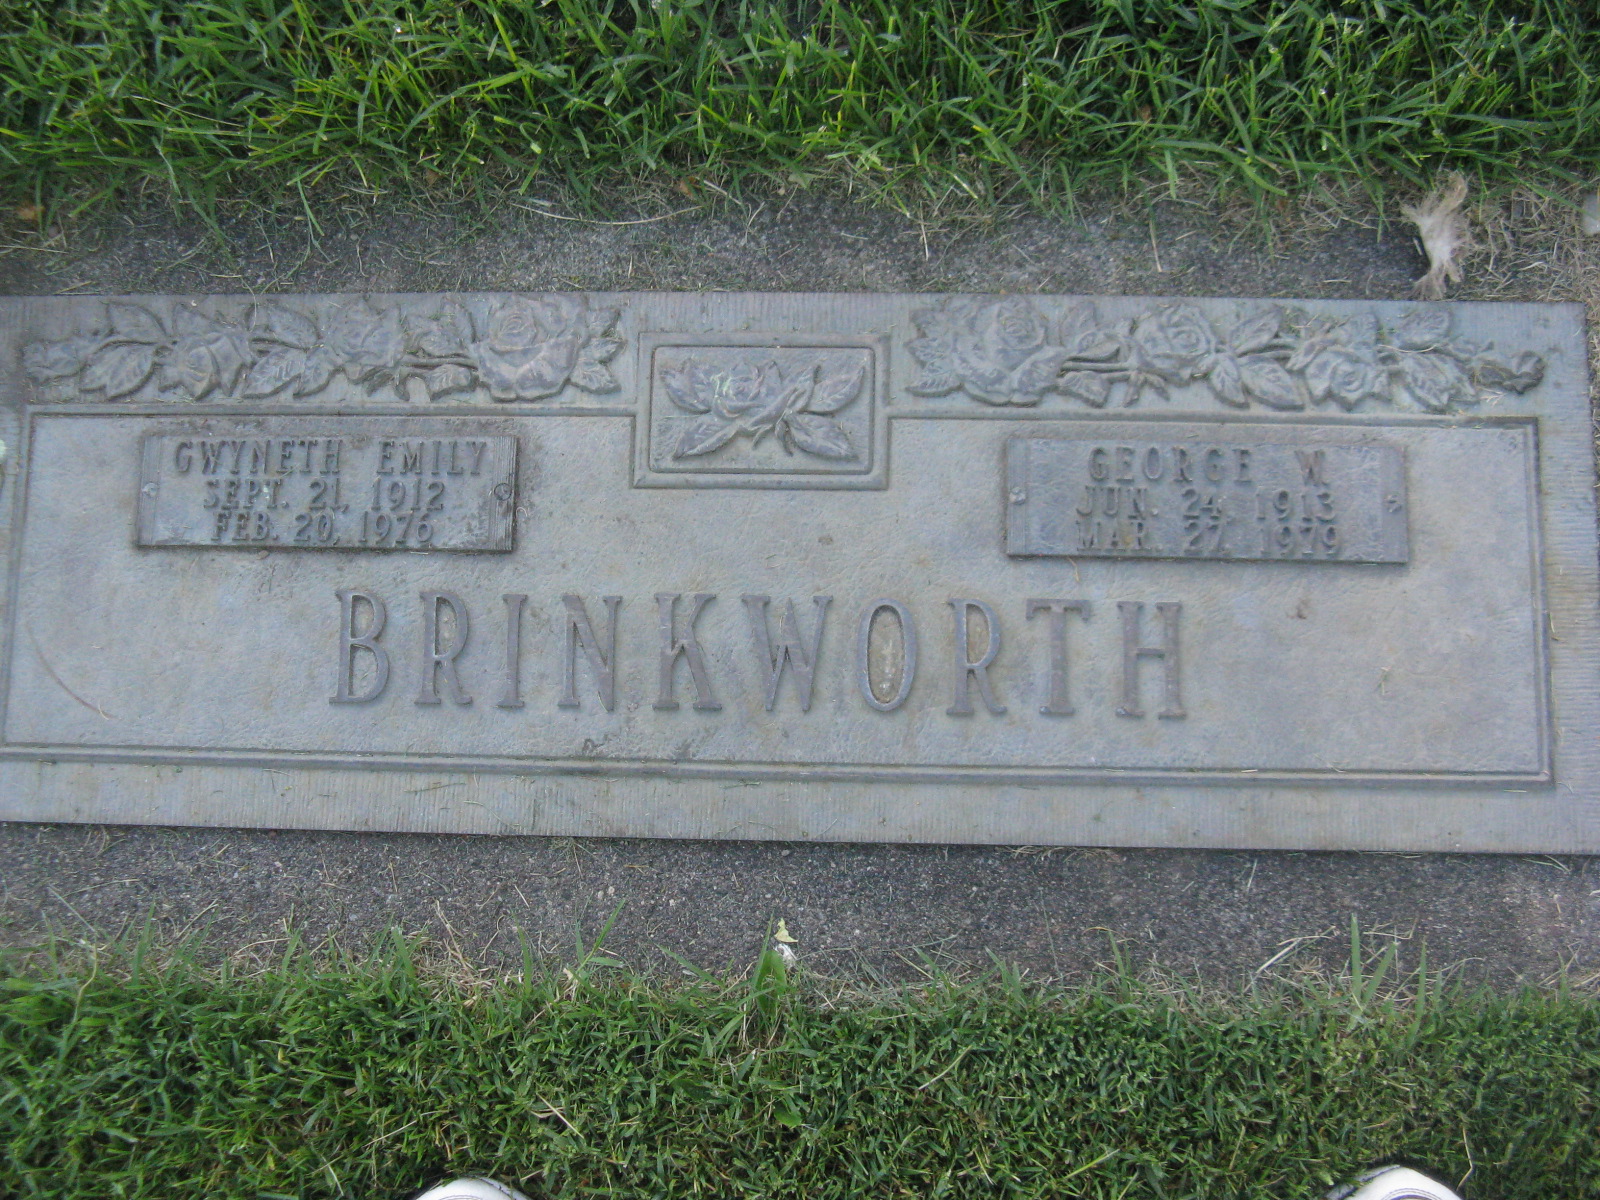 GWYNETH EMILY
SEPT. 21, 1912
FEB. 20, 1976
GEORGE W.
JUN. 24, 1913
MAR. 27, 1979
BRINKWORTH